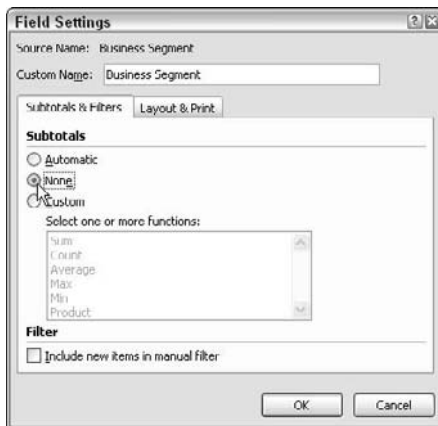 Field Settings
Source Name: Business Segment
Custom Name: Business Segment
Subtotals & Filters Layout & Print
Subtotals
Automatic
None
Custom
Select one or more functions:
Sum
Count
Average
Max
Min
Product
Filter
Include new items in manual filter
OK Cancel